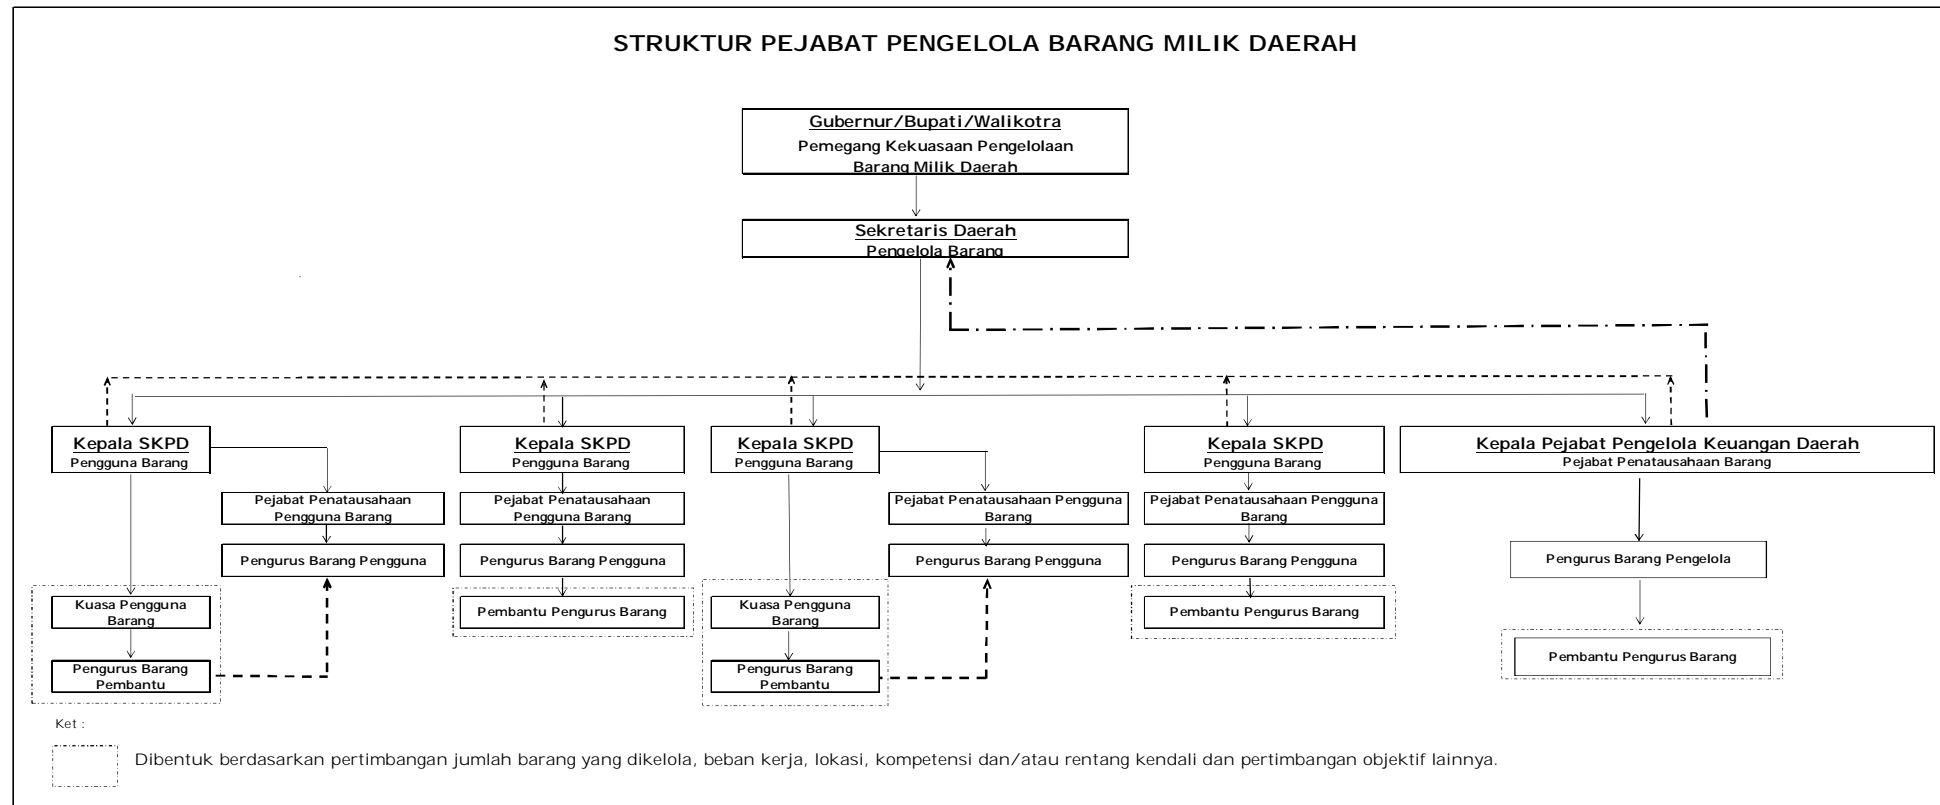 STRUKTUR PEJABAT PENGELOLA BARANG MILIK DAERAH
Gubernur/Bupati/Walikotra
Pemegang Kekuasaan Pengelolaan
Barang Milik Daerah
Sekretaris Daerah
Pengelola Barang
Kepala SKPD
Pengguna Barang
Kepala SKPD
Pengguna Barang
Kepala SKPD
Pengguna Barang
Kepala SKPD
Pengguna Barang
Kepala Pejabat Pengelola Keuangan Daerah
Pejabat Penatausahaan Barang
Pejabat Penatausahaan
Pengguna Barang
Pejabat Penatausahaan
Pengguna Barang
Pejabat Penatausahaan Pengguna
Barang
Pejabat Penatausahaan Pengguna
Barang
Pengurus Barang Pengguna
Pengurus Barang Pengguna
Pengurus Barang Pengguna
Pengurus Barang Pengguna
Pengurus Barang Pengelola
Kuasa Pengguna
Barang
Pembantu Pengurus Barang
Kuasa Pengguna
Barang
Pembantu Pengurus Barang
Pembantu Pengurus Barang
Pengurus Barang
Pembantu
Pengurus Barang
Pembantu
Ket :
Dibentuk berdasarkan pertimbangan jumlah barang yang dikelola, beban kerja, lokasi, kompetensi dan/atau rentang kendali dan pertimbangan objektif lainnya.